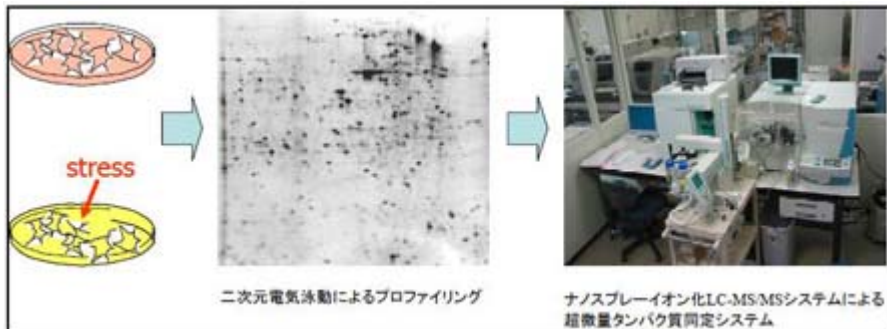 stress
二次元電気泳動によるプロファイリング
ナノスプレーイオン化LC-MS/MSシステムによる
超微量タンパク質同定システム